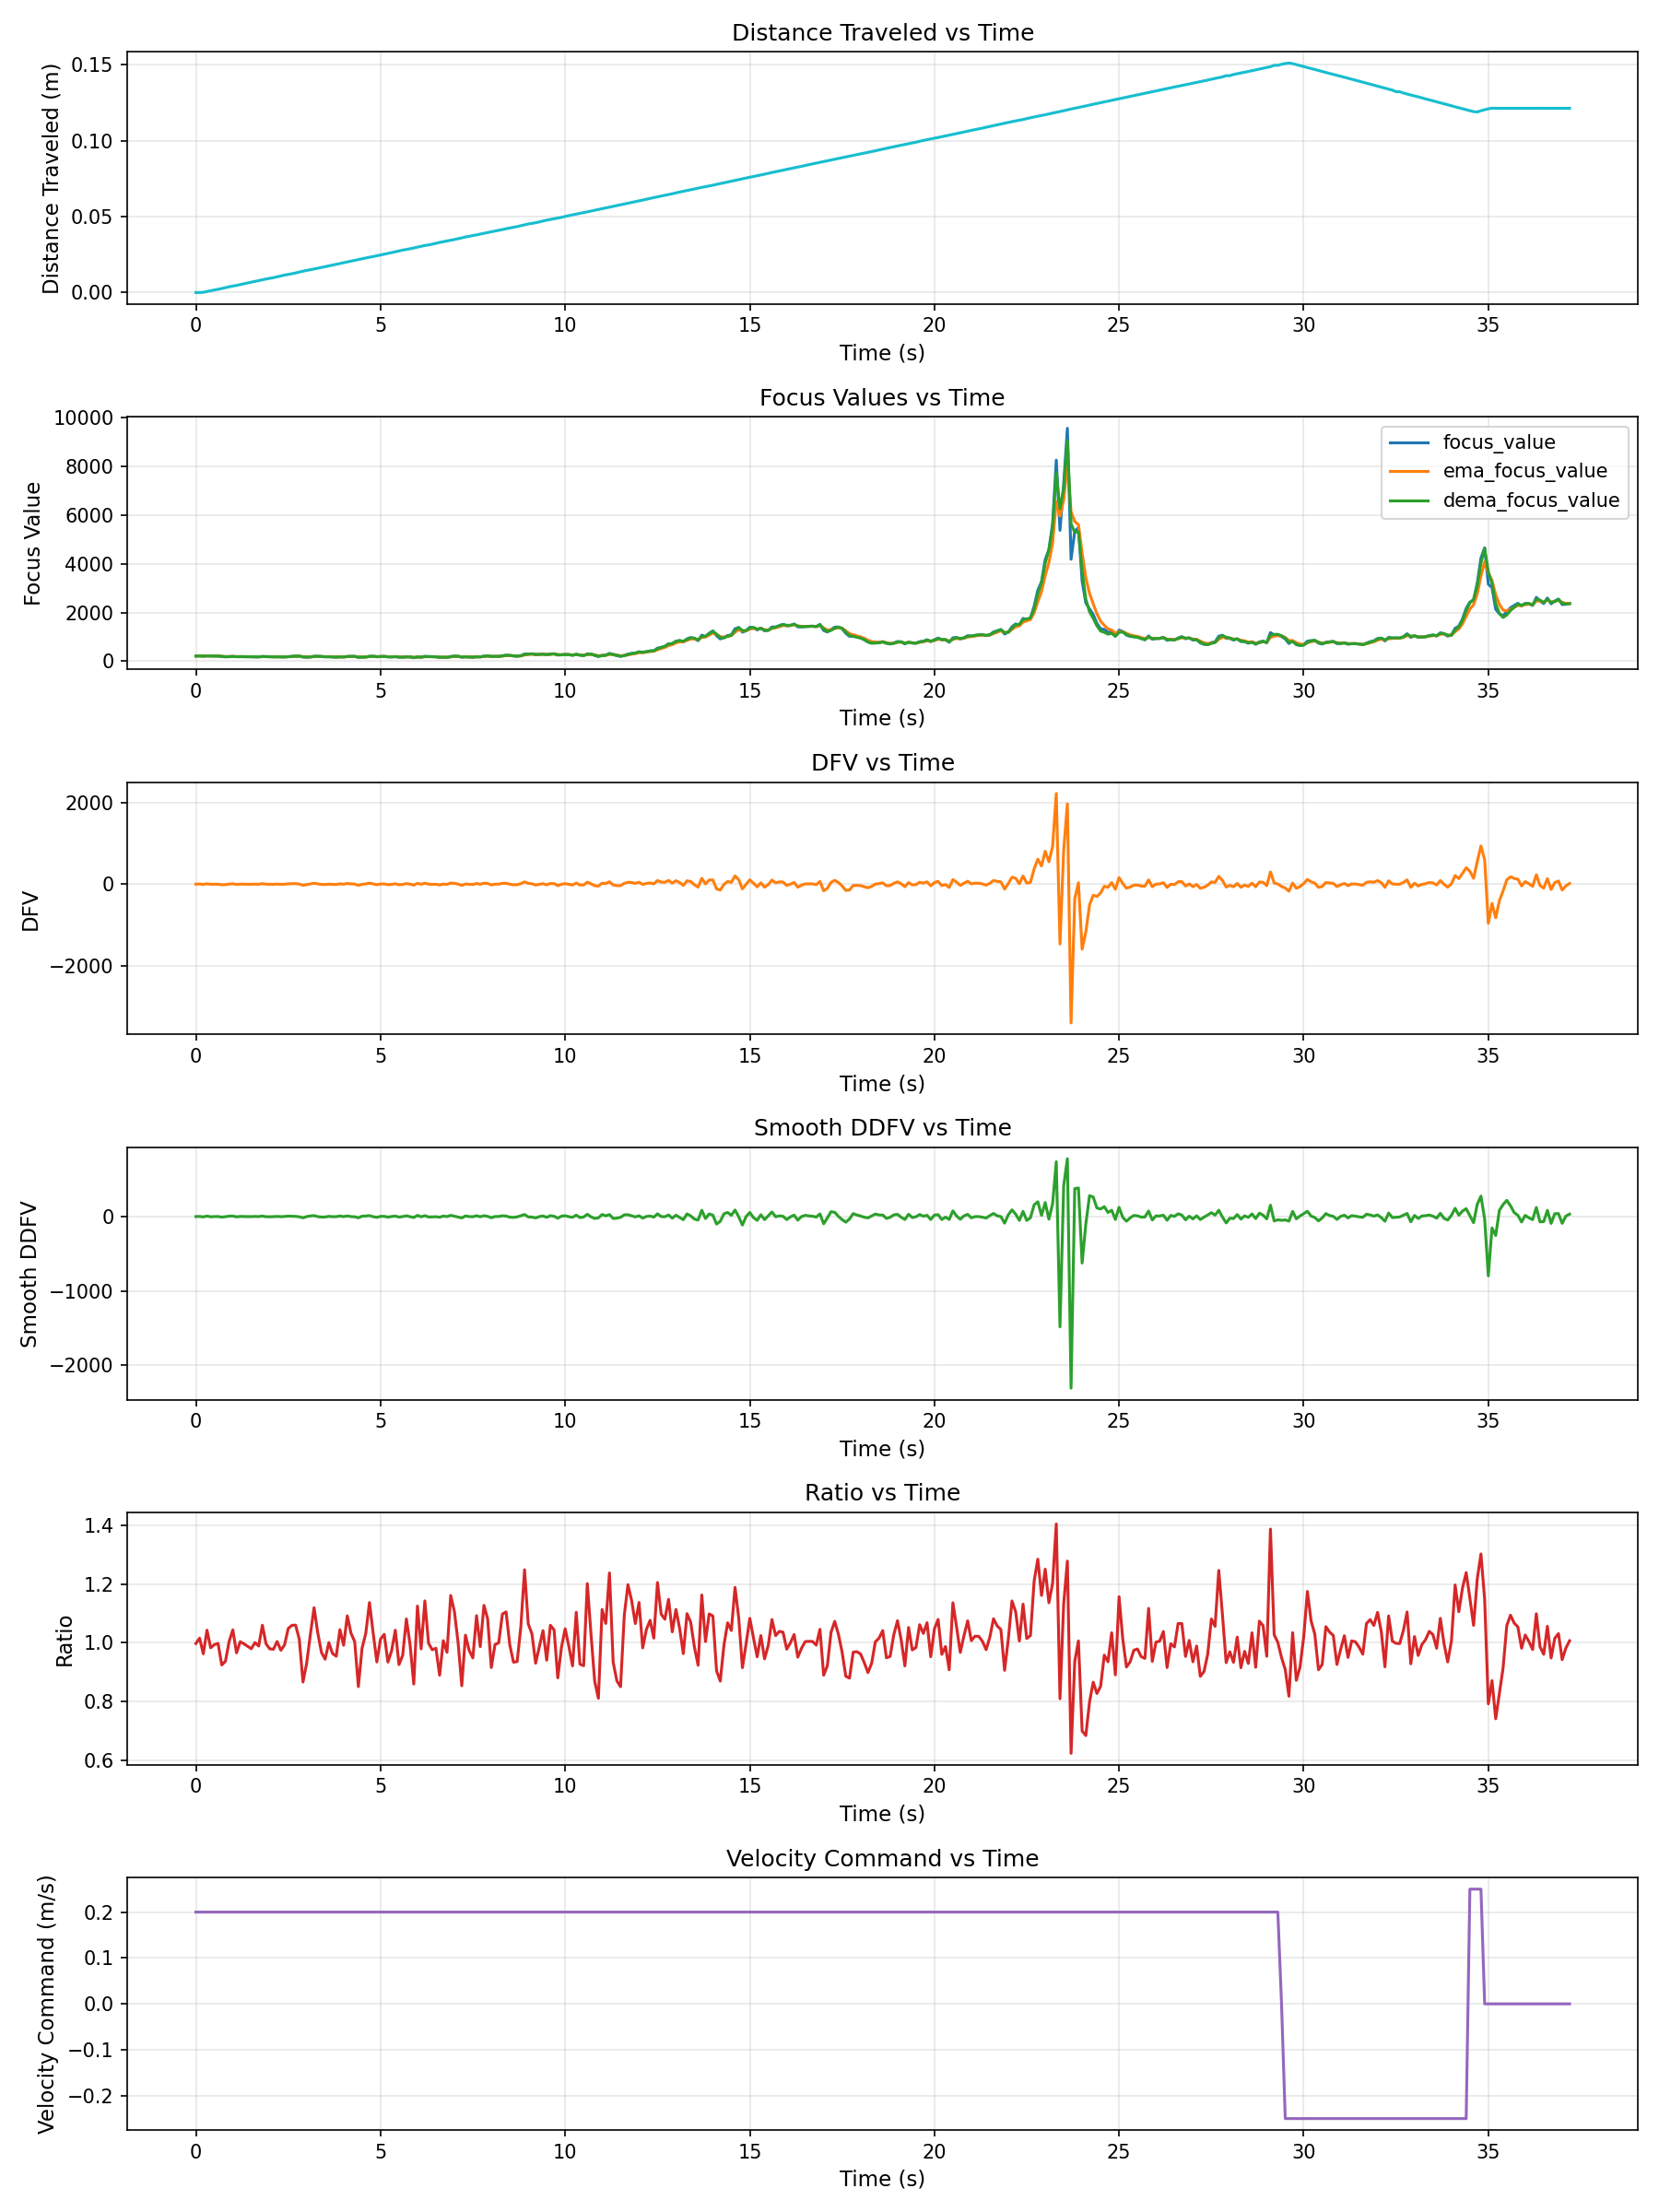 Distance Traveled vs Time
Distance Traveled (m)
0.15
0.10
0.05
0.00
0 5 10 15 20 25 30 35
Time (s)
Focus Values vs Time
Focus Value
10000
8000
6000
4000
2000
0
focus_value
ema_focus_value
dema_focus_value
0 5 10 15 20 25 30 35
Time (s)
DFV vs Time
DFV
2000
0
−2000
0 5 10 15 20 25 30 35
Time (s)
Smooth DDFV vs Time
Smooth DDFV
0
−1000
−2000
0 5 10 15 20 25 30 35
Time (s)
Ratio vs Time
Ratio
1.4
1.2
1.0
0.8
0.6
0 5 10 15 20 25 30 35
Time (s)
Velocity Command vs Time
Velocity Command (m/s)
0.2
0.1
0.0
−0.1
−0.2
0 5 10 15 20 25 30 35
Time (s)